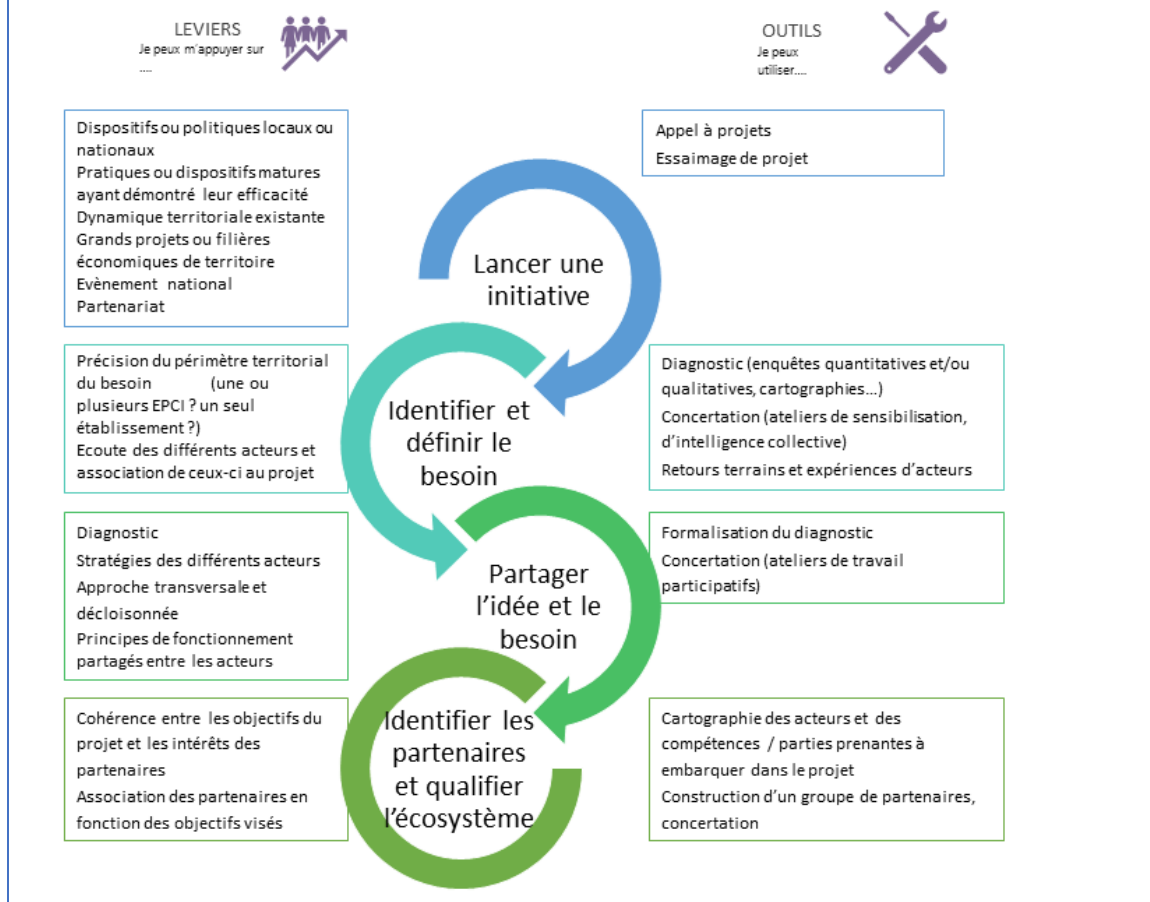 LEVIERS
Je peux m'appuyer sur
....
OUTILS
Je peux
utiliser....
Dispositifs ou politiques locaux ou
nationaux
Pratiques ou dispositifs matures
ayant démontré leur efficacité
Dynamique territoriale existante
Grands projets ou filières
économiques de territoire
Evènement national
Partenariat
Lancer une
initiative
Appel à projets
Essaimage de projet
Précision du périmètre territorial
du besoin (une ou
plusieurs EPCI ? un seul
établissement ?)
Ecoute des différents acteurs et
association de ceux-ci au projet
Identifier et
définir le
besoin
Diagnostic (enquêtes quantitatives et/ou
qualitatives, cartographies...)
Concertation (ateliers de sensibilisation,
d'intelligence collective)
Retours terrains et expériences d'acteurs
Diagnostic
Stratégies des différents acteurs
Approche transversale et
décloisonnée
Principes de fonctionnement
partagés entre les acteurs
Partager
l'idée et le
besoin
Formalisation du diagnostic
Concertation (ateliers de travail
participatifs)
Cohérence entre les objectifs du
projet et les intérêts des
partenaires
Association des partenaires en
fonction des objectifs visés
Identifier les
partenaires
et qualifier
l'écosystème
Cartographie des acteurs et des
compétences / parties prenantes à
embarquer dans le projet
Construction d'un groupe de partenaires,
concertation